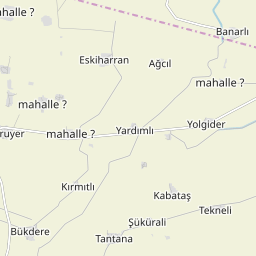 mahalle ?
Banarlı
Eskiharran
Ağcıl
mahalle ?
mahalle ?
ruyer
mahalle ?
Yardımlı
Yolgider
Kırmıtlı
Kabataş
Tekneli
Şükürali
Bükdere
Tantana